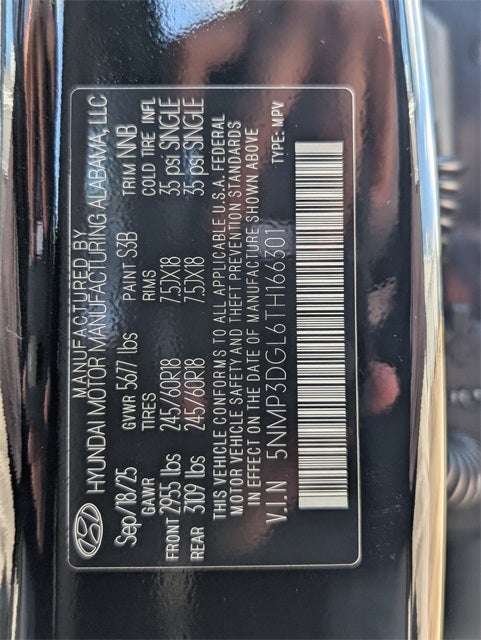 MANUFACTURED BY
HYUNDAI MOTOR MANUFACTURING ALABAMA, LLC
Sep/18/25 GVWR 5677 lbs PAINT S3B TRIM NNB
GAWR TIRES RIMS COLD TIRE INFL
FRONT 2955 lbs 245/60R18 7.5JX18 35 psi SINGLE
REAR 3109 lbs 245/60R18 7.5JX18 35 psi SINGLE
THIS VEHICLE CONFORMS TO ALL APPLICABLE U.S.A. FEDERAL
MOTOR VEHICLE SAFETY AND THEFT PREVENTION STANDARDS
IN EFFECT ON THE DATE OF MANUFACTURE SHOWN ABOVE
V.I.N 5NMP3DGL6TH166301 TYPE: MPV